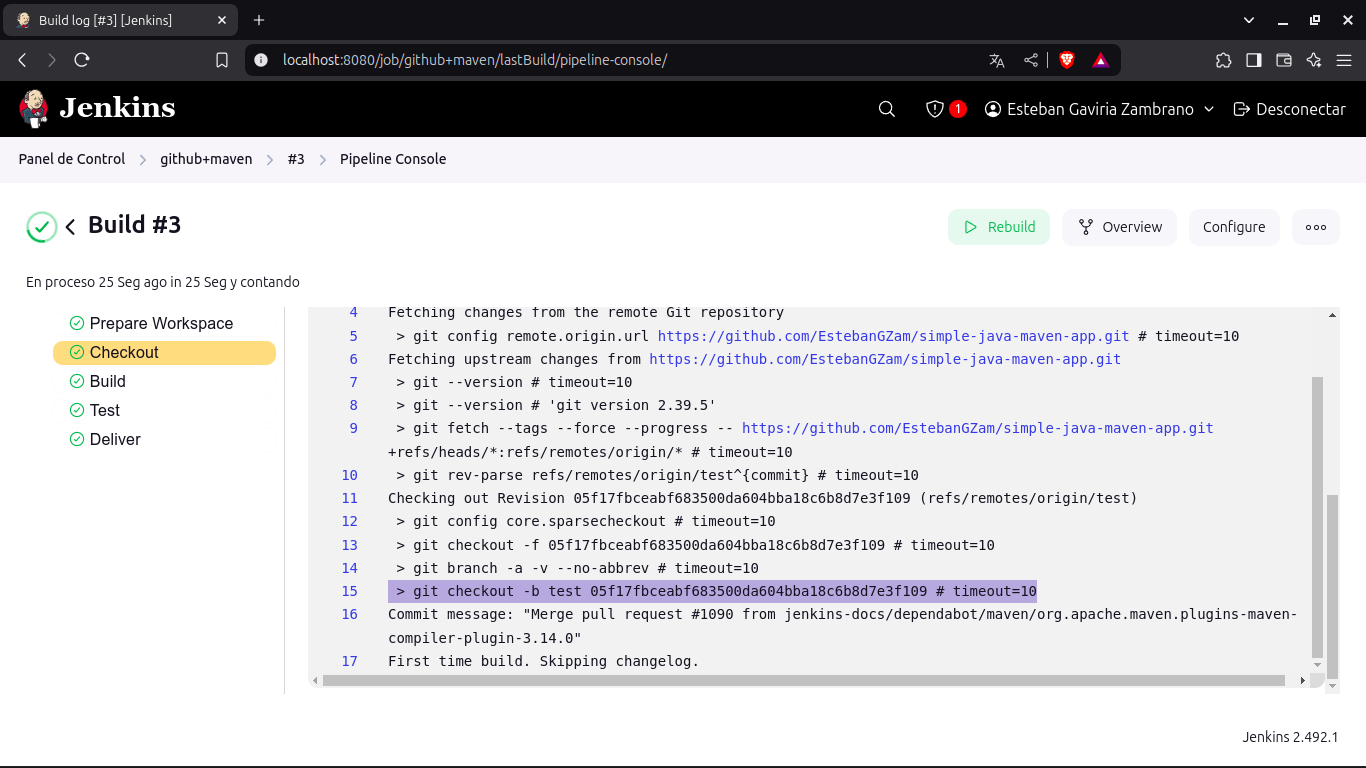 Build log [#3] [Jenkins]
localhost:8080/job/github+maven/lastBuild/pipeline-console/
Jenkins
1
Esteban Gaviria Zambrano
Desconectar
Panel de Control
github+maven
#3
Pipeline Console
Build #3
Rebuild
Overview
Configure
En proceso 25 Seg ago in 25 Seg y contando
Prepare Workspace
Checkout
Build
Test
Deliver
4 Fetching changes from the remote Git repository
5 > git config remote.origin.url https://github.com/EstebanGZam/simple-java-maven-app.git # timeout=10
6 Fetching upstream changes from https://github.com/EstebanGZam/simple-java-maven-app.git
7 > git --version # timeout=10
8 > git --version # 'git version 2.39.5'
9 > git fetch --tags --force --progress -- https://github.com/EstebanGZam/simple-java-maven-app.git
+refs/heads/*:refs/remotes/origin/* # timeout=10
10 > git rev-parse refs/remotes/origin/test^{commit} # timeout=10
11 Checking out Revision 05f17fbceabf683500da604bba18c6b8d7e3f109 (refs/remotes/origin/test)
12 > git config core.sparsecheckout # timeout=10
13 > git checkout -f 05f17fbceabf683500da604bba18c6b8d7e3f109 # timeout=10
14 > git branch -a -v --no-abbrev # timeout=10
15 > git checkout -b test 05f17fbceabf683500da604bba18c6b8d7e3f109 # timeout=10
16 Commit message: "Merge pull request #1090 from jenkins-docs/dependabot/maven/org.apache.maven.plugins-maven-
compiler-plugin-3.14.0"
17 First time build. Skipping changelog.
Jenkins 2.492.1